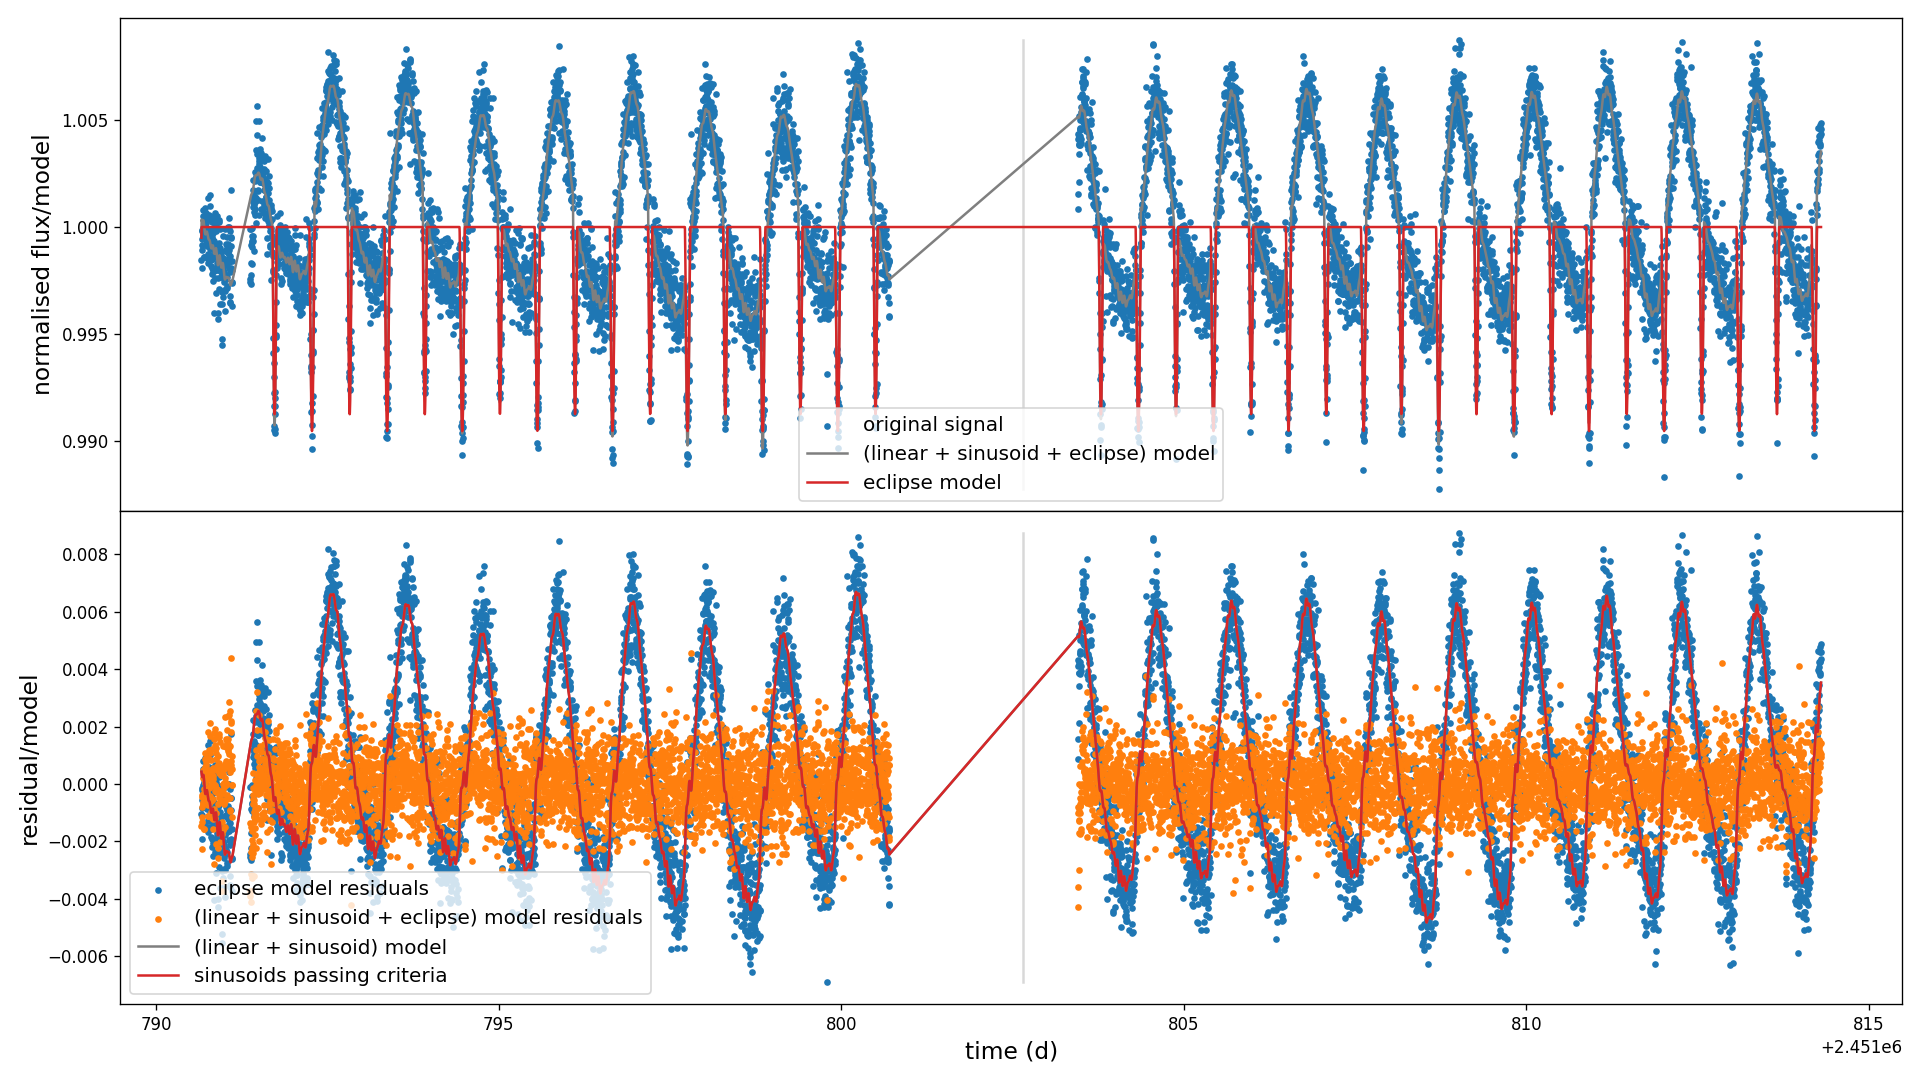 normalised flux/model
1.005
1.000
0.995
0.990
original signal
(linear + sinusoid + eclipse) model
eclipse model
residual/model
0.008
0.006
0.004
0.002
0.000
−0.002
−0.004
−0.006
eclipse model residuals
(linear + sinusoid + eclipse) model residuals
(linear + sinusoid) model
sinusoids passing criteria
790
795
800
805
810
815
time (d)
+2.451e6